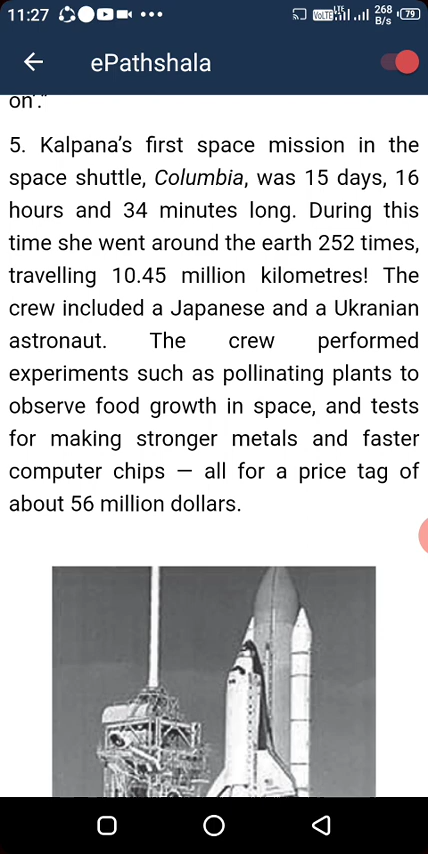 11:27 VoLTE LTE 268 B/s 79
ePathshala
on'."
5. Kalpana's first space mission in the
space shuttle, Columbia, was 15 days, 16
hours and 34 minutes long. During this
time she went around the earth 252 times,
travelling 10.45 million kilometres! The
crew included a Japanese and a Ukranian
astronaut. The crew performed
experiments such as pollinating plants to
observe food growth in space, and tests
for making stronger metals and faster
computer chips — all for a price tag of
about 56 million dollars.